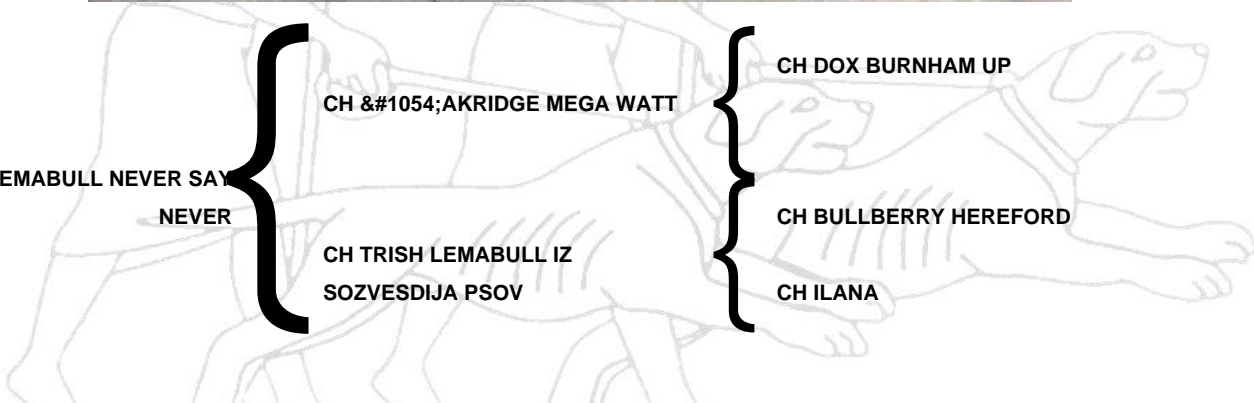 EMABULL NEVER SAY
NEVER
CH &#1054;AKRIDGE MEGA WATT
CH TRISH LEMABULL IZ
SOZVESDIJA PSOV
CH DOX BURNHAM UP
CH BULLBERRY HEREFORD
CH ILANA